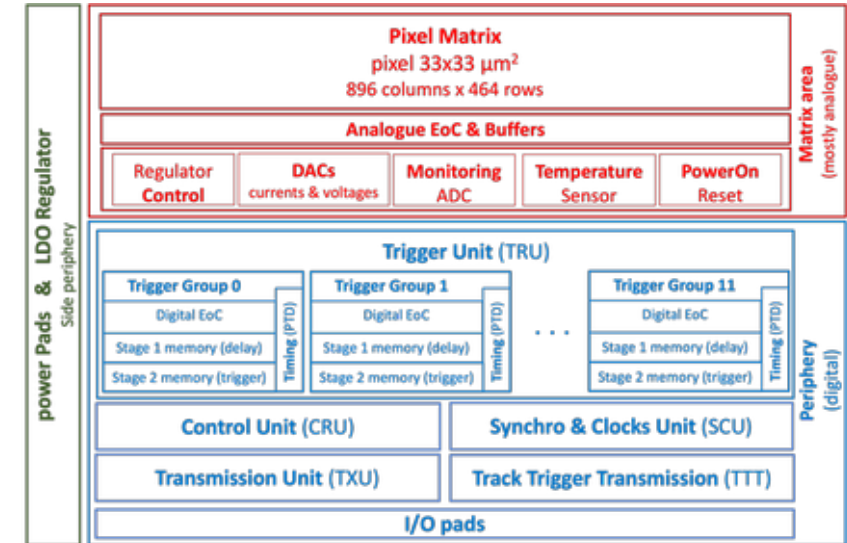 power Pads & LDO Regulator
Side periphery
Pixel Matrix
pixel 33x33 μm²
896 columns x 464 rows
Analogue EoC & Buffers
Regulator
Control
DACs
currents & voltages
Monitoring
ADC
Temperature
Sensor
PowerOn
Reset
Matrix area
(mostly analogue)
Trigger Unit (TRU)
Trigger Group 0
Digital EoC
Stage 1 memory (delay)
Stage 2 memory (trigger)
Timing (PTD)
Trigger Group 1
Digital EoC
Stage 1 memory (delay)
Stage 2 memory (trigger)
Timing (PTD)
. . .
Trigger Group 11
Digital EoC
Stage 1 memory (delay)
Stage 2 memory (trigger)
Timing (PTD)
Control Unit (CRU)
Synchro & Clocks Unit (SCU)
Transmission Unit (TXU)
Track Trigger Transmission (TTT)
I/O pads
Periphery
(digital)